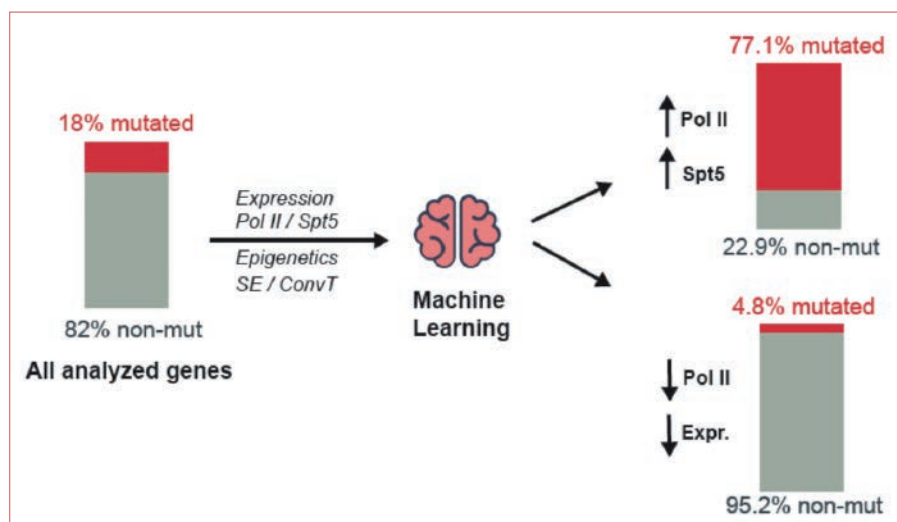 18% mutated
82% non-mut
All analyzed genes
Expression
Pol II / Spt5
Epigenetics
SE / ConvT
Machine
Learning
77.1% mutated
Pol II
Spt5
22.9% non-mut
4.8% mutated
Pol II
Expr.
95.2% non-mut